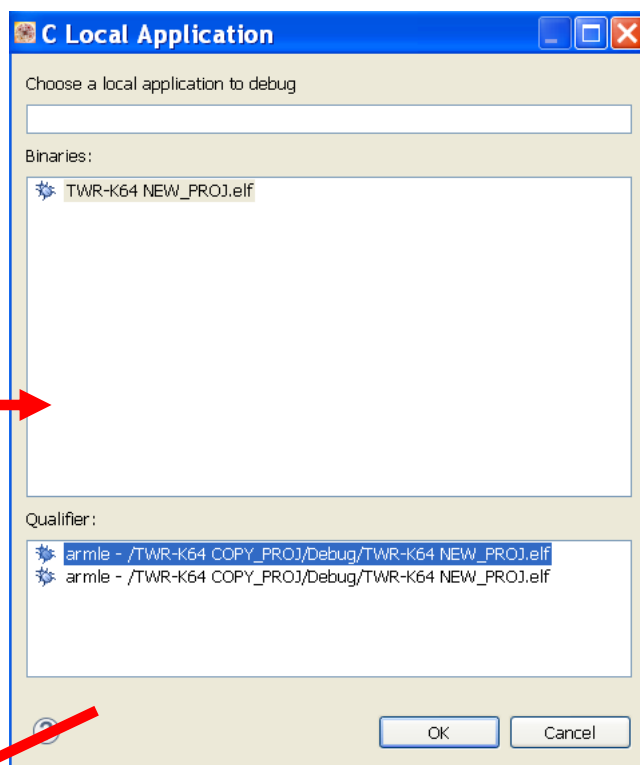 C Local Application
Choose a local application to debug
Binaries:
TWR-K64 NEW_PROJ.elf
Qualifier:
armle - /TWR-K64 COPY_PROJ/Debug/TWR-K64 NEW_PROJ.elf
armle - /TWR-K64 COPY_PROJ/Debug/TWR-K64 NEW_PROJ.elf
?
OK Cancel